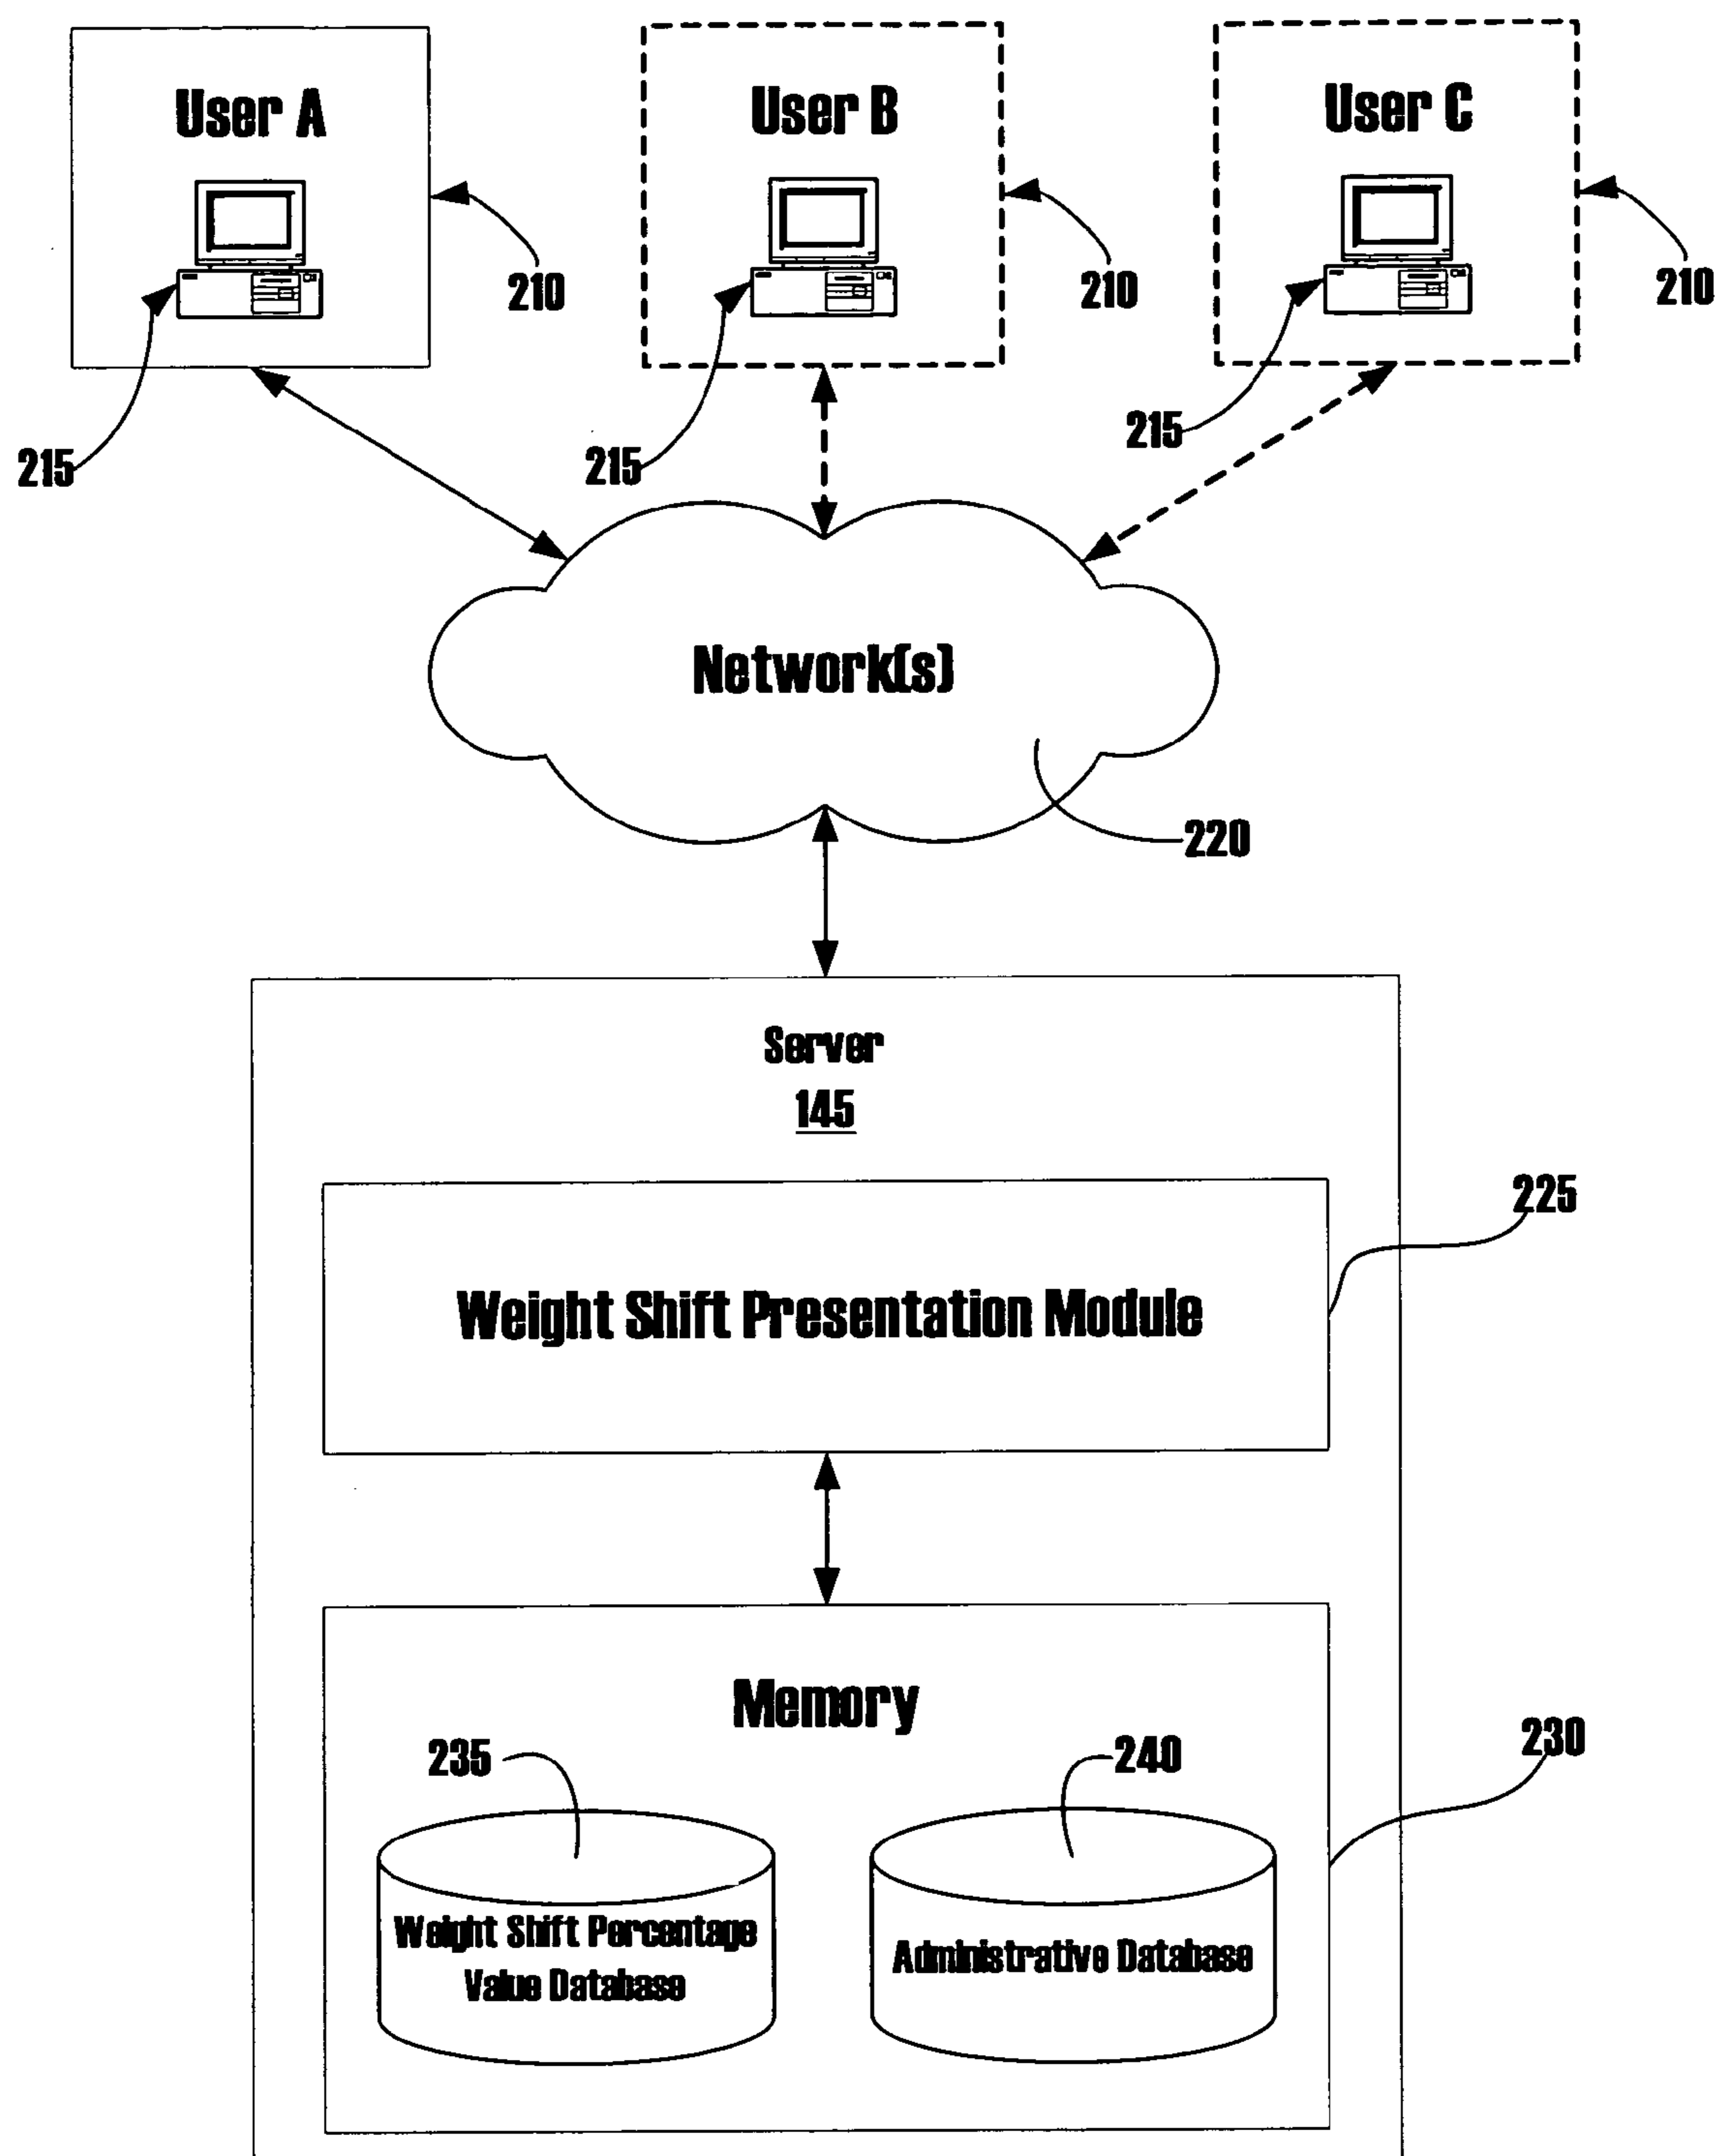 User A
User B
User C
210
210
210
215
215
215
Network(s)
220
Server
145
225
Weight Shift Presentation Module
Memory
230
235
240
Weight Shift Percentage
Value Database
Administrative Database